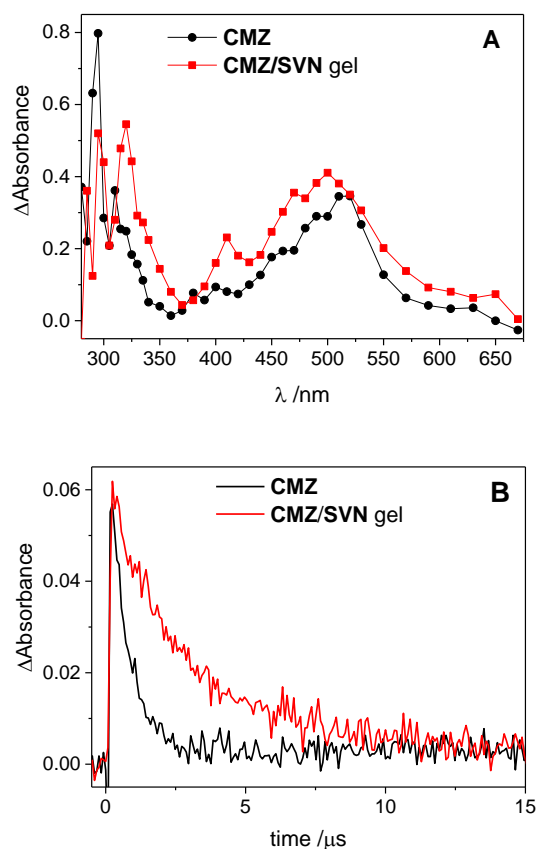 A
CMZ
CMZ/SVN gel
ΔAbsorbance
0.8
0.6
0.4
0.2
0.0
300 350 400 450 500 550 600 650
λ /nm
B
CMZ
CMZ/SVN gel
ΔAbsorbance
0.06
0.04
0.02
0.00
0 5 10 15
time /μs